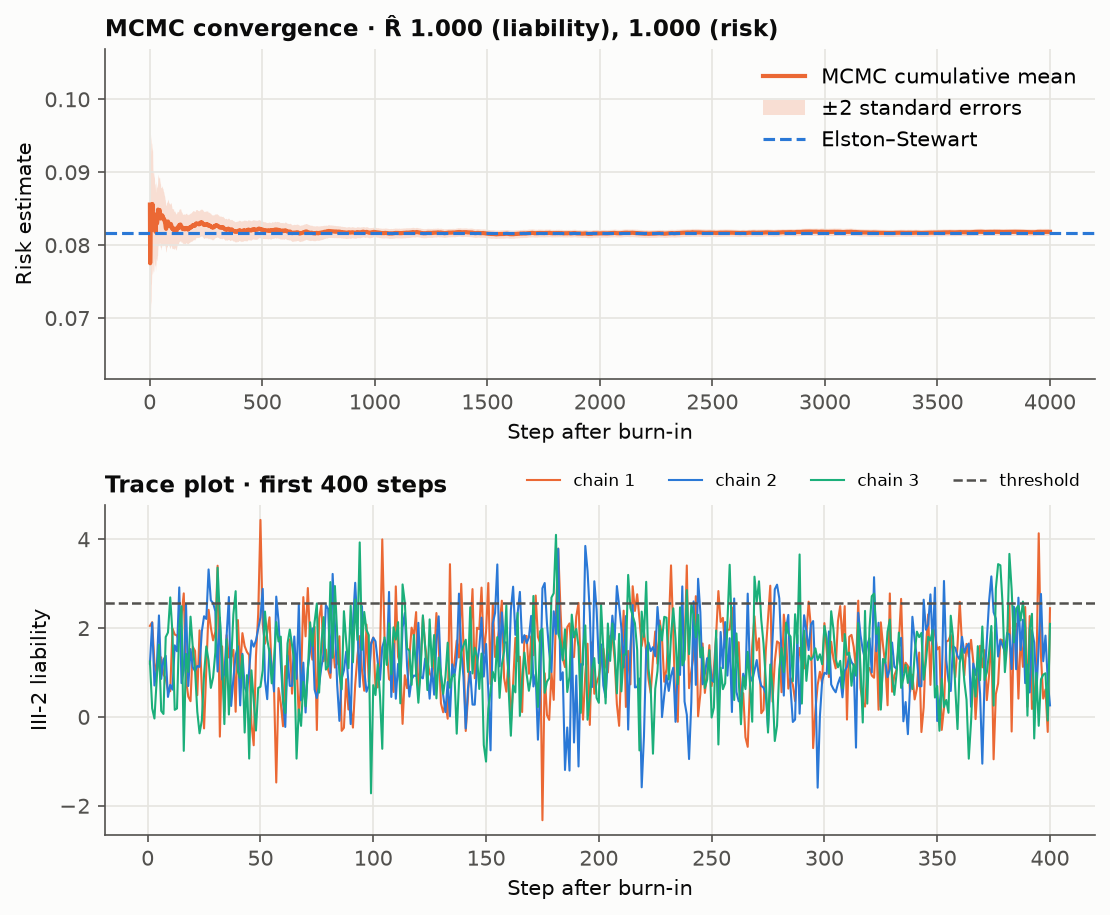 MCMC convergence · R̂ 1.000 (liability), 1.000 (risk)
MCMC cumulative mean
±2 standard errors
Elston–Stewart
Risk estimate
0.10
0.09
0.08
0.07
0 500 1000 1500 2000 2500 3000 3500 4000
Step after burn-in
Trace plot · first 400 steps
chain 1 chain 2 chain 3 threshold
III-2 liability
4
2
0
−2
0 50 100 150 200 250 300 350 400
Step after burn-in